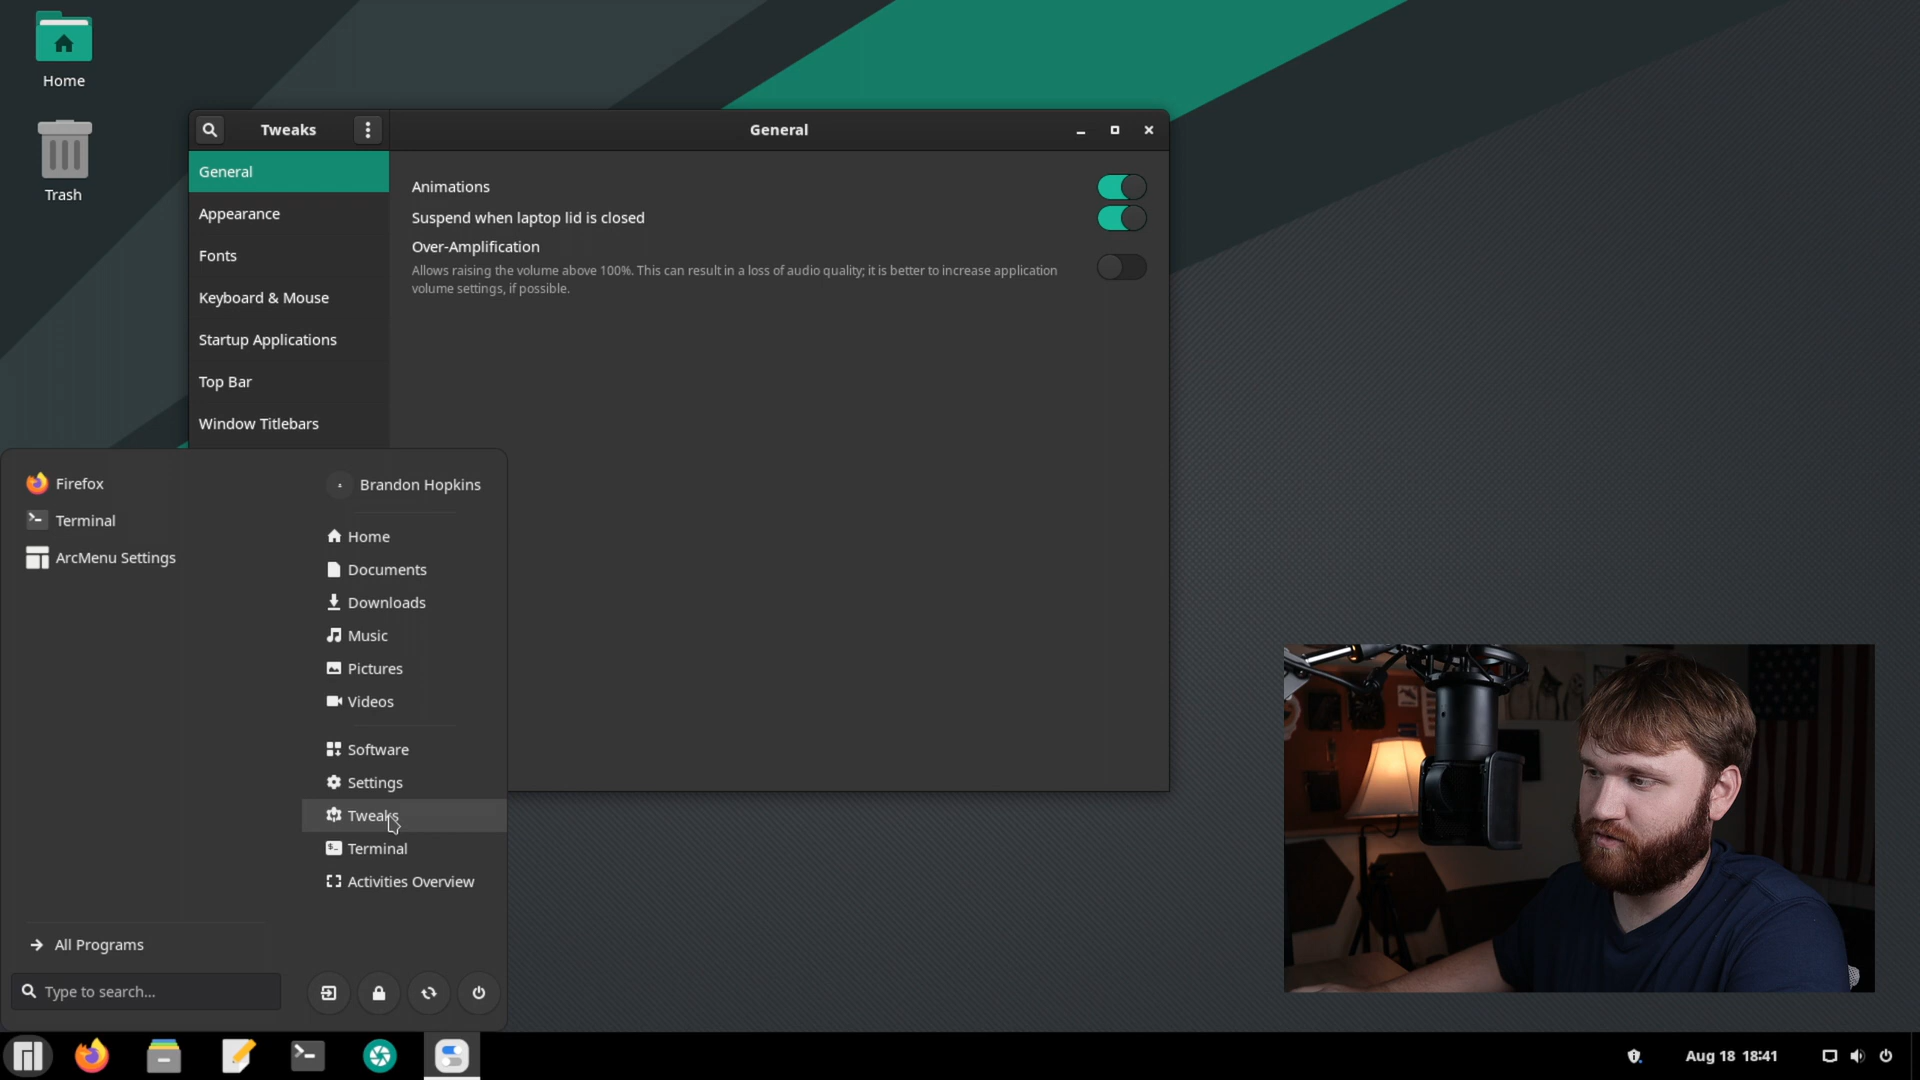 Home
Trash
Tweaks
General
General
Appearance
Fonts
Keyboard & Mouse
Startup Applications
Top Bar
Window Titlebars
Animations
Suspend when laptop lid is closed
Over-Amplification
Allows raising the volume above 100%. This can result in a loss of audio quality; it is better to increase application
volume settings, if possible.
Firefox
Terminal
ArcMenu Settings
All Programs
Type to search...
Brandon Hopkins
Home
Documents
Downloads
Music
Pictures
Videos
Software
Settings
Tweaks
Terminal
Activities Overview
Aug 18 18:41